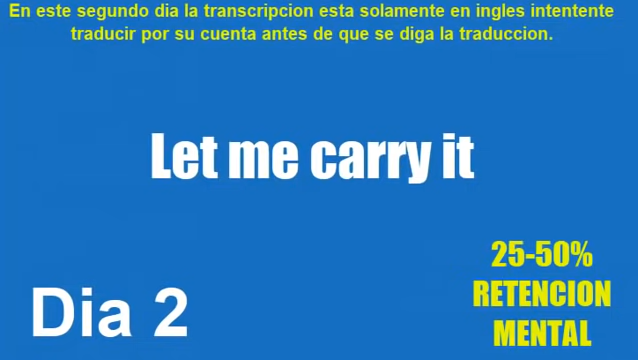 En este segundo dia la transcripcion esta solamente en ingles intentente
traducir por su cuenta antes de que se diga la traduccion.
Let me carry it
25-50%
RETENCION
MENTAL
Dia 2